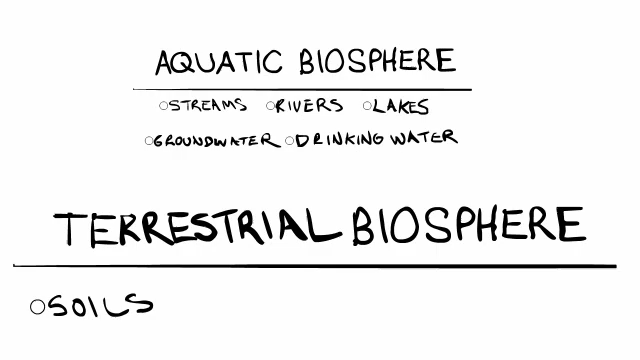 AQUATIC BIOSPHERE
○STREAMS ○RIVERS ○LAKES
○GROUNDWATER ○DRINKING WATER
TERRESTRIAL BIOSPHERE
○SOILS